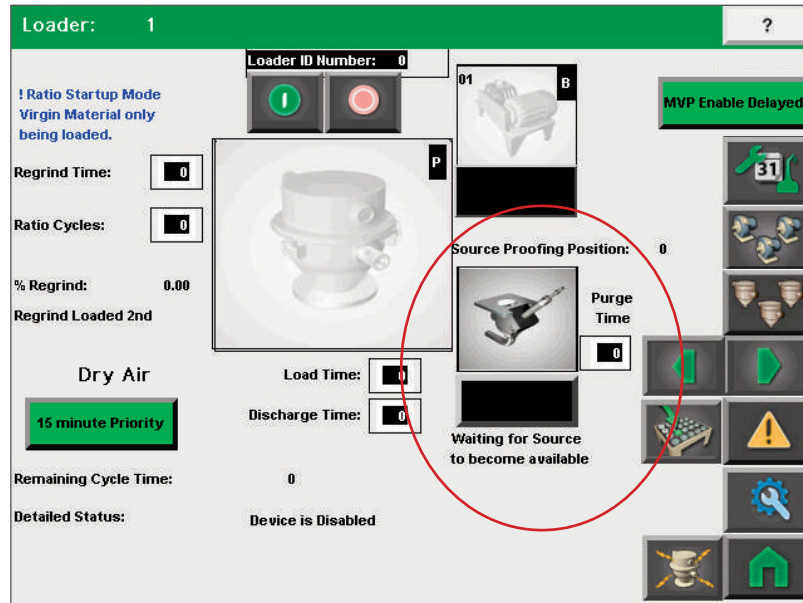 Loader: 1
?
Loader ID Number: 0
! Ratio Startup Mode
Virgin Material only
being loaded.
01
B
MVP Enable Delayed
31
P
Regrind Time: 0
Ratio Cycles: 0
Source Proofing Position: 0
% Regrind: 0.00
Regrind Loaded 2nd
Purge
Time
0
Dry Air
Load Time: 0
15 minute Priority
Discharge Time: 0
Waiting for Source
to become available
Remaining Cycle Time: 0
Detailed Status: Device is Disabled